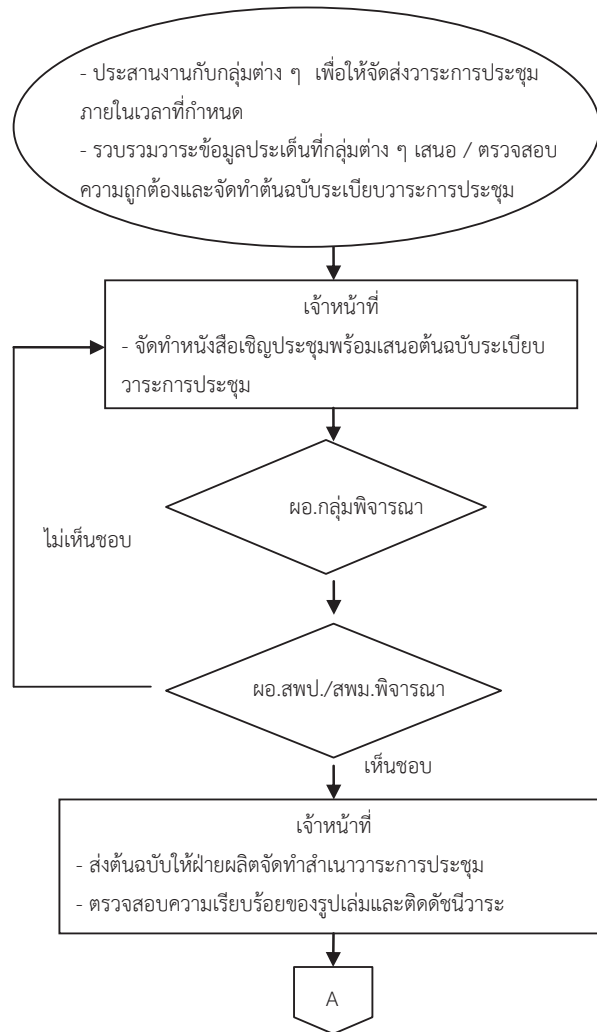 - ประสานงานกับกลุ่มต่าง ๆ เพื่อให้จัดส่งวาระการประชุม
ภายในเวลาที่กำหนด
- รวบรวมวาระข้อมูลประเด็นที่กลุ่มต่าง ๆ เสนอ / ตรวจสอบ
ความถูกต้องและจัดทำต้นฉบับระเบียบวาระการประชุม
เจ้าหน้าที่
- จัดทำหนังสือเชิญประชุมพร้อมเสนอต้นฉบับระเบียบ
วาระการประชุม
ผอ.กลุ่มพิจารณา
ไม่เห็นชอบ
ผอ.สพป./สพม.พิจารณา
เห็นชอบ
เจ้าหน้าที่
- ส่งต้นฉบับให้ฝ่ายผลิตจัดทำสำเนาวาระการประชุม
- ตรวจสอบความเรียบร้อยของรูปเล่มและติดดัชนีวาระ
A